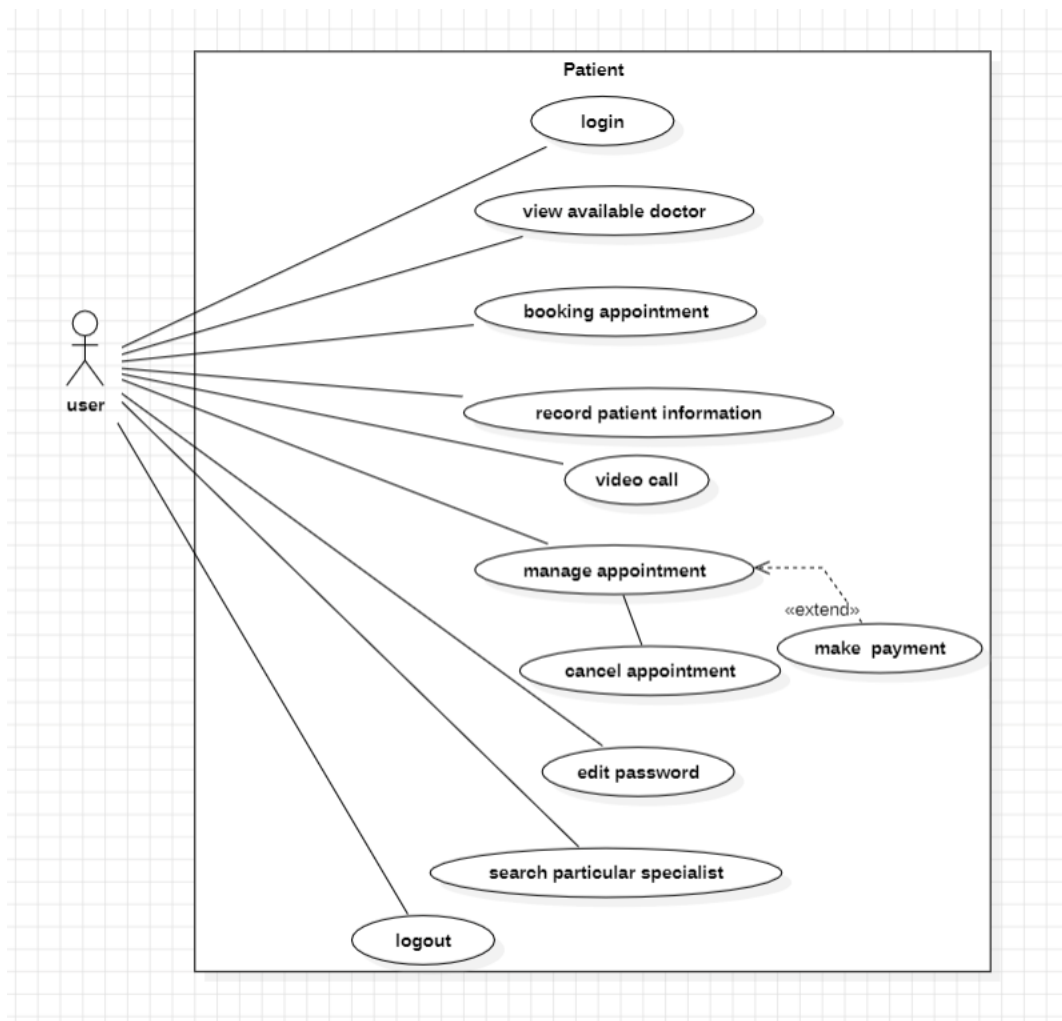 Patient
login
view available doctor
booking appointment
user
record patient information
video call
manage appointment
«extend»
make payment
cancel appointment
edit password
search particular specialist
logout